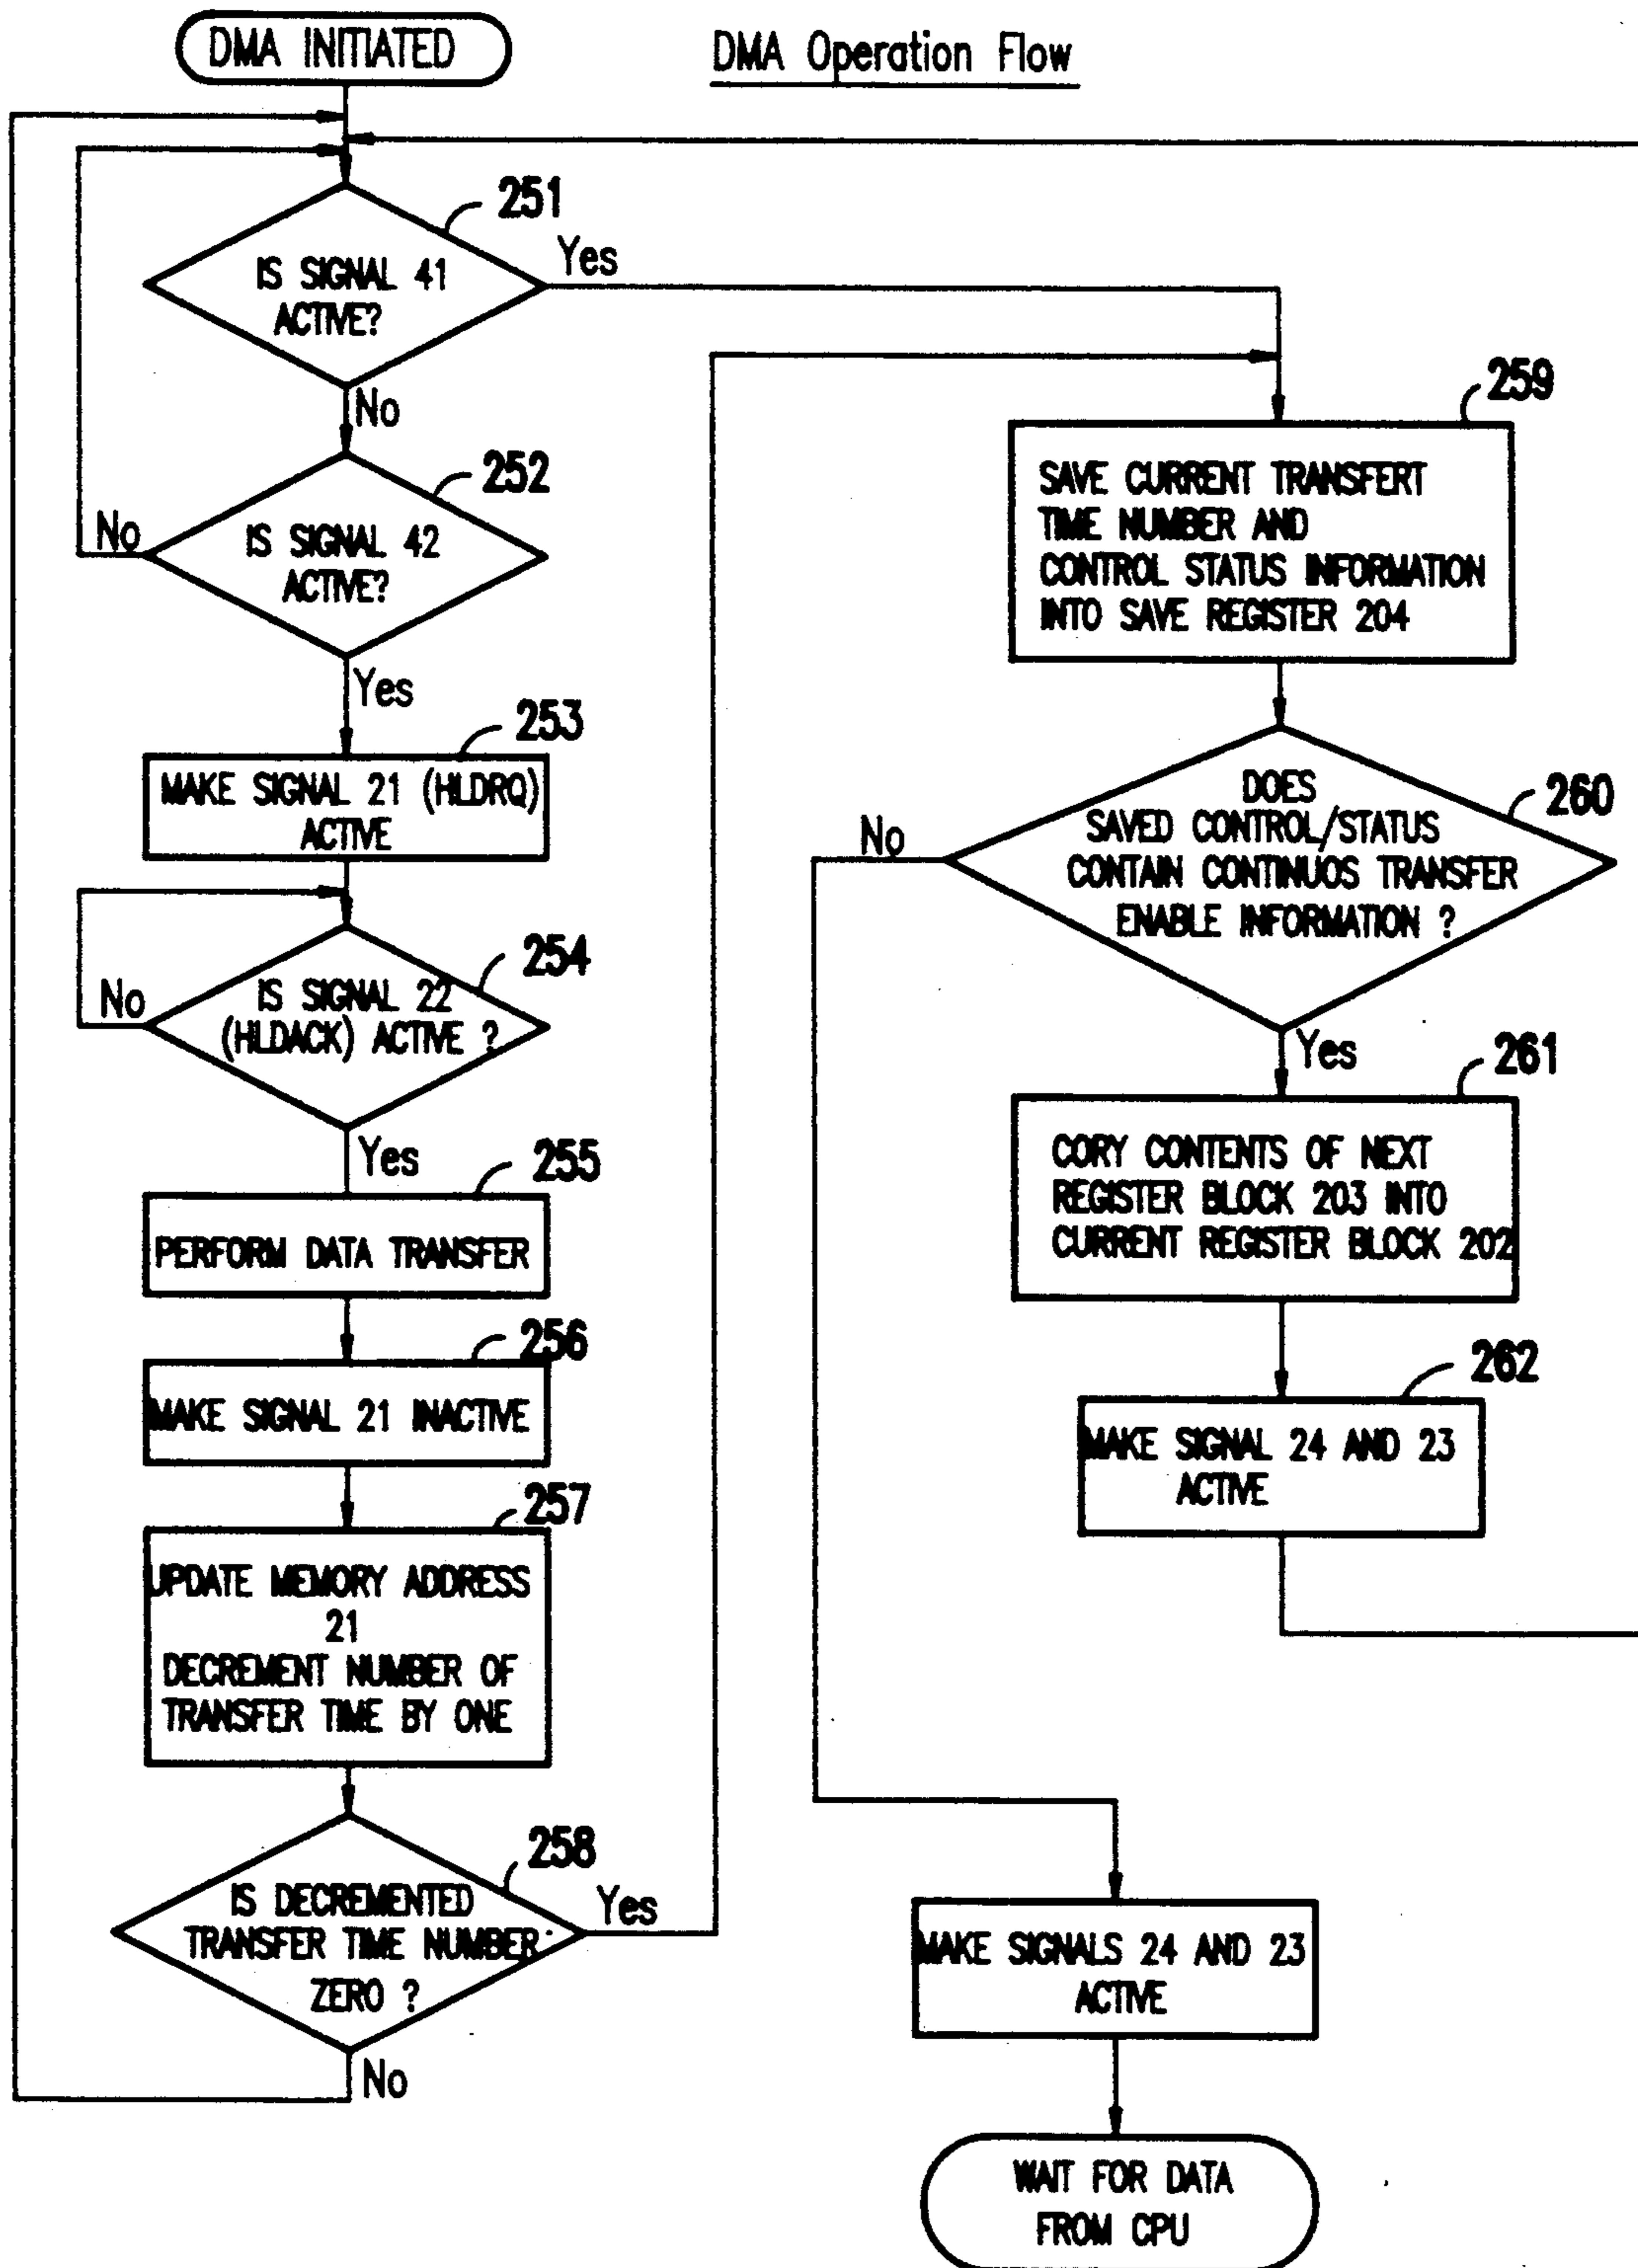 DMA INITIATED
DMA Operation Flow
251
IS SIGNAL 41
ACTIVE?
Yes
No
252
IS SIGNAL 42
ACTIVE?
No
Yes
253
MAKE SIGNAL 21 (HLDRQ)
ACTIVE
254
IS SIGNAL 22
(HLDACK) ACTIVE ?
No
Yes
255
PERFORM DATA TRANSFER
256
MAKE SIGNAL 21 INACTIVE
257
UPDATE MEMORY ADDRESS
21
DECREMENT NUMBER OF
TRANSFER TIME BY ONE
258
IS DECREMENTED
TRANSFER TIME NUMBER
ZERO ?
Yes
No
259
SAVE CURRENT TRANSFERT
TIME NUMBER AND
CONTROL STATUS INFORMATION
INTO SAVE REGISTER 204
260
DOES
SAVED CONTROL/STATUS
CONTAIN CONTINUOS TRANSFER
ENABLE INFORMATION ?
No
Yes
261
CORY CONTENTS OF NEXT
REGISTER BLOCK 203 INTO
CURRENT REGISTER BLOCK 202
262
MAKE SIGNAL 24 AND 23
ACTIVE
MAKE SIGNALS 24 AND 23
ACTIVE
WAIT FOR DATA
FROM CPU